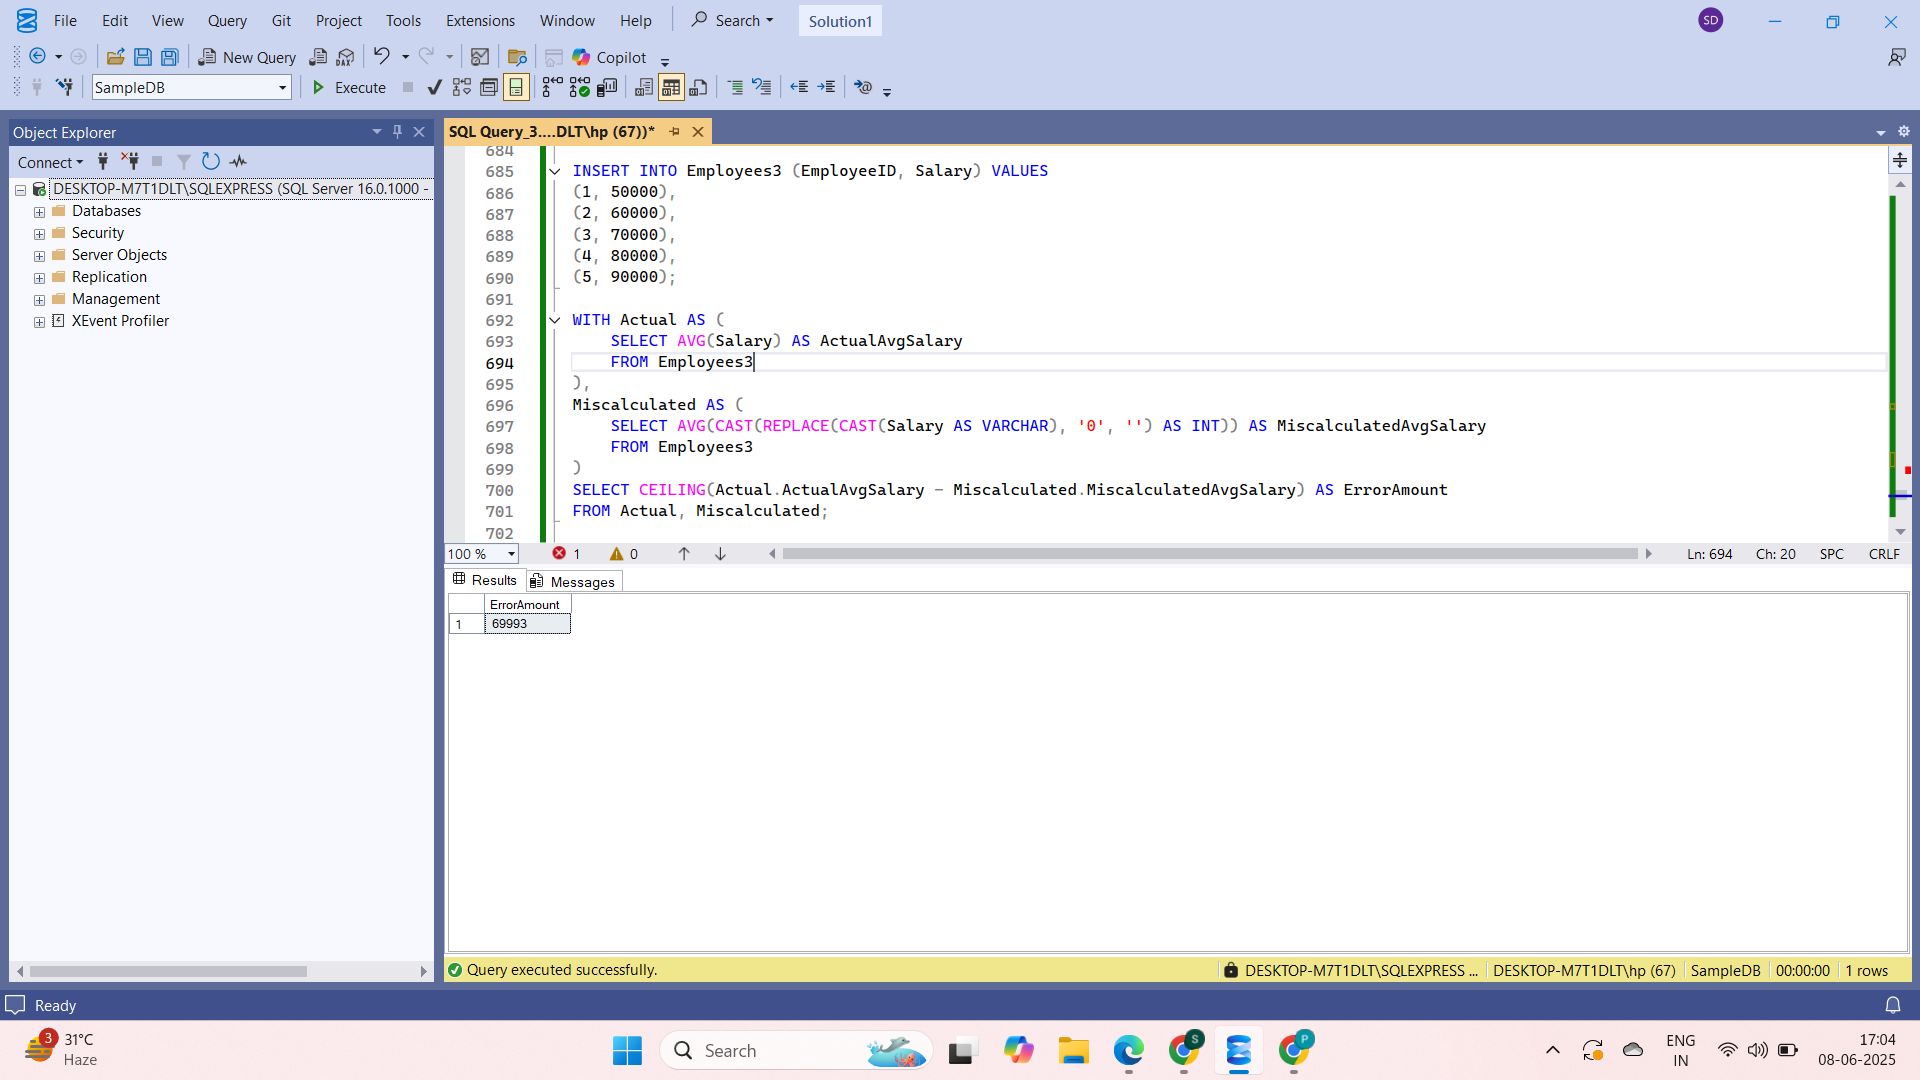 File Edit View Query Git Project Tools Extensions Window Help Search Solution1 SD
New Query DAX Copilot
SampleDB Execute
Object Explorer
Connect
DESKTOP-M7T1DLT\SQLEXPRESS (SQL Server 16.0.1000 -
Databases
Security
Server Objects
Replication
Management
XEvent Profiler
SQL Query_3....DLT\hp (67))*
684
685 INSERT INTO Employees3 (EmployeeID, Salary) VALUES
686 (1, 50000),
687 (2, 60000),
688 (3, 70000),
689 (4, 80000),
690 (5, 90000);
691
692 WITH Actual AS (
693 SELECT AVG(Salary) AS ActualAvgSalary
694 FROM Employees3
695 ),
696 Miscalculated AS (
697 SELECT AVG(CAST(REPLACE(CAST(Salary AS VARCHAR), '0', '') AS INT)) AS MiscalculatedAvgSalary
698 FROM Employees3
699 )
700 SELECT CEILING(Actual.ActualAvgSalary - Miscalculated.MiscalculatedAvgSalary) AS ErrorAmount
701 FROM Actual, Miscalculated;
702
100 % 1 0 Ln: 694 Ch: 20 SPC CRLF
Results Messages
ErrorAmount
1 69993
Query executed successfully. DESKTOP-M7T1DLT\SQLEXPRESS ... DESKTOP-M7T1DLT\hp (67) SampleDB 00:00:00 1 rows
Ready
3 31°C
Haze
Search
S
P
ENG
IN
17:04
08-06-2025